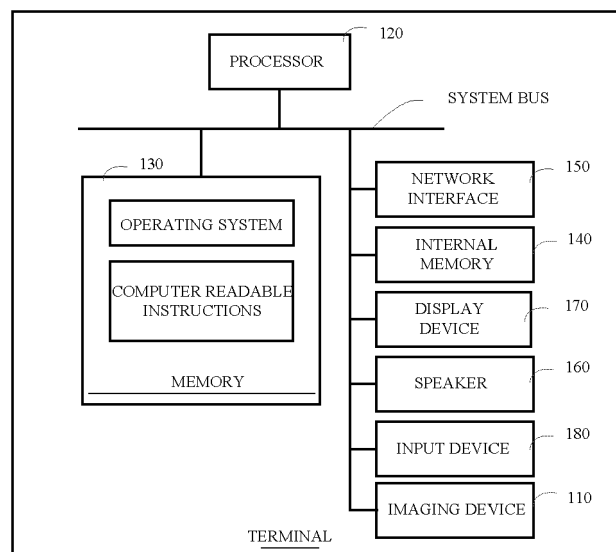 120
PROCESSOR
SYSTEM BUS
130
OPERATING SYSTEM
COMPUTER READABLE
INSTRUCTIONS
MEMORY
150
NETWORK
INTERFACE
140
INTERNAL
MEMORY
170
DISPLAY
DEVICE
160
SPEAKER
180
INPUT DEVICE
110
IMAGING DEVICE
TERMINAL